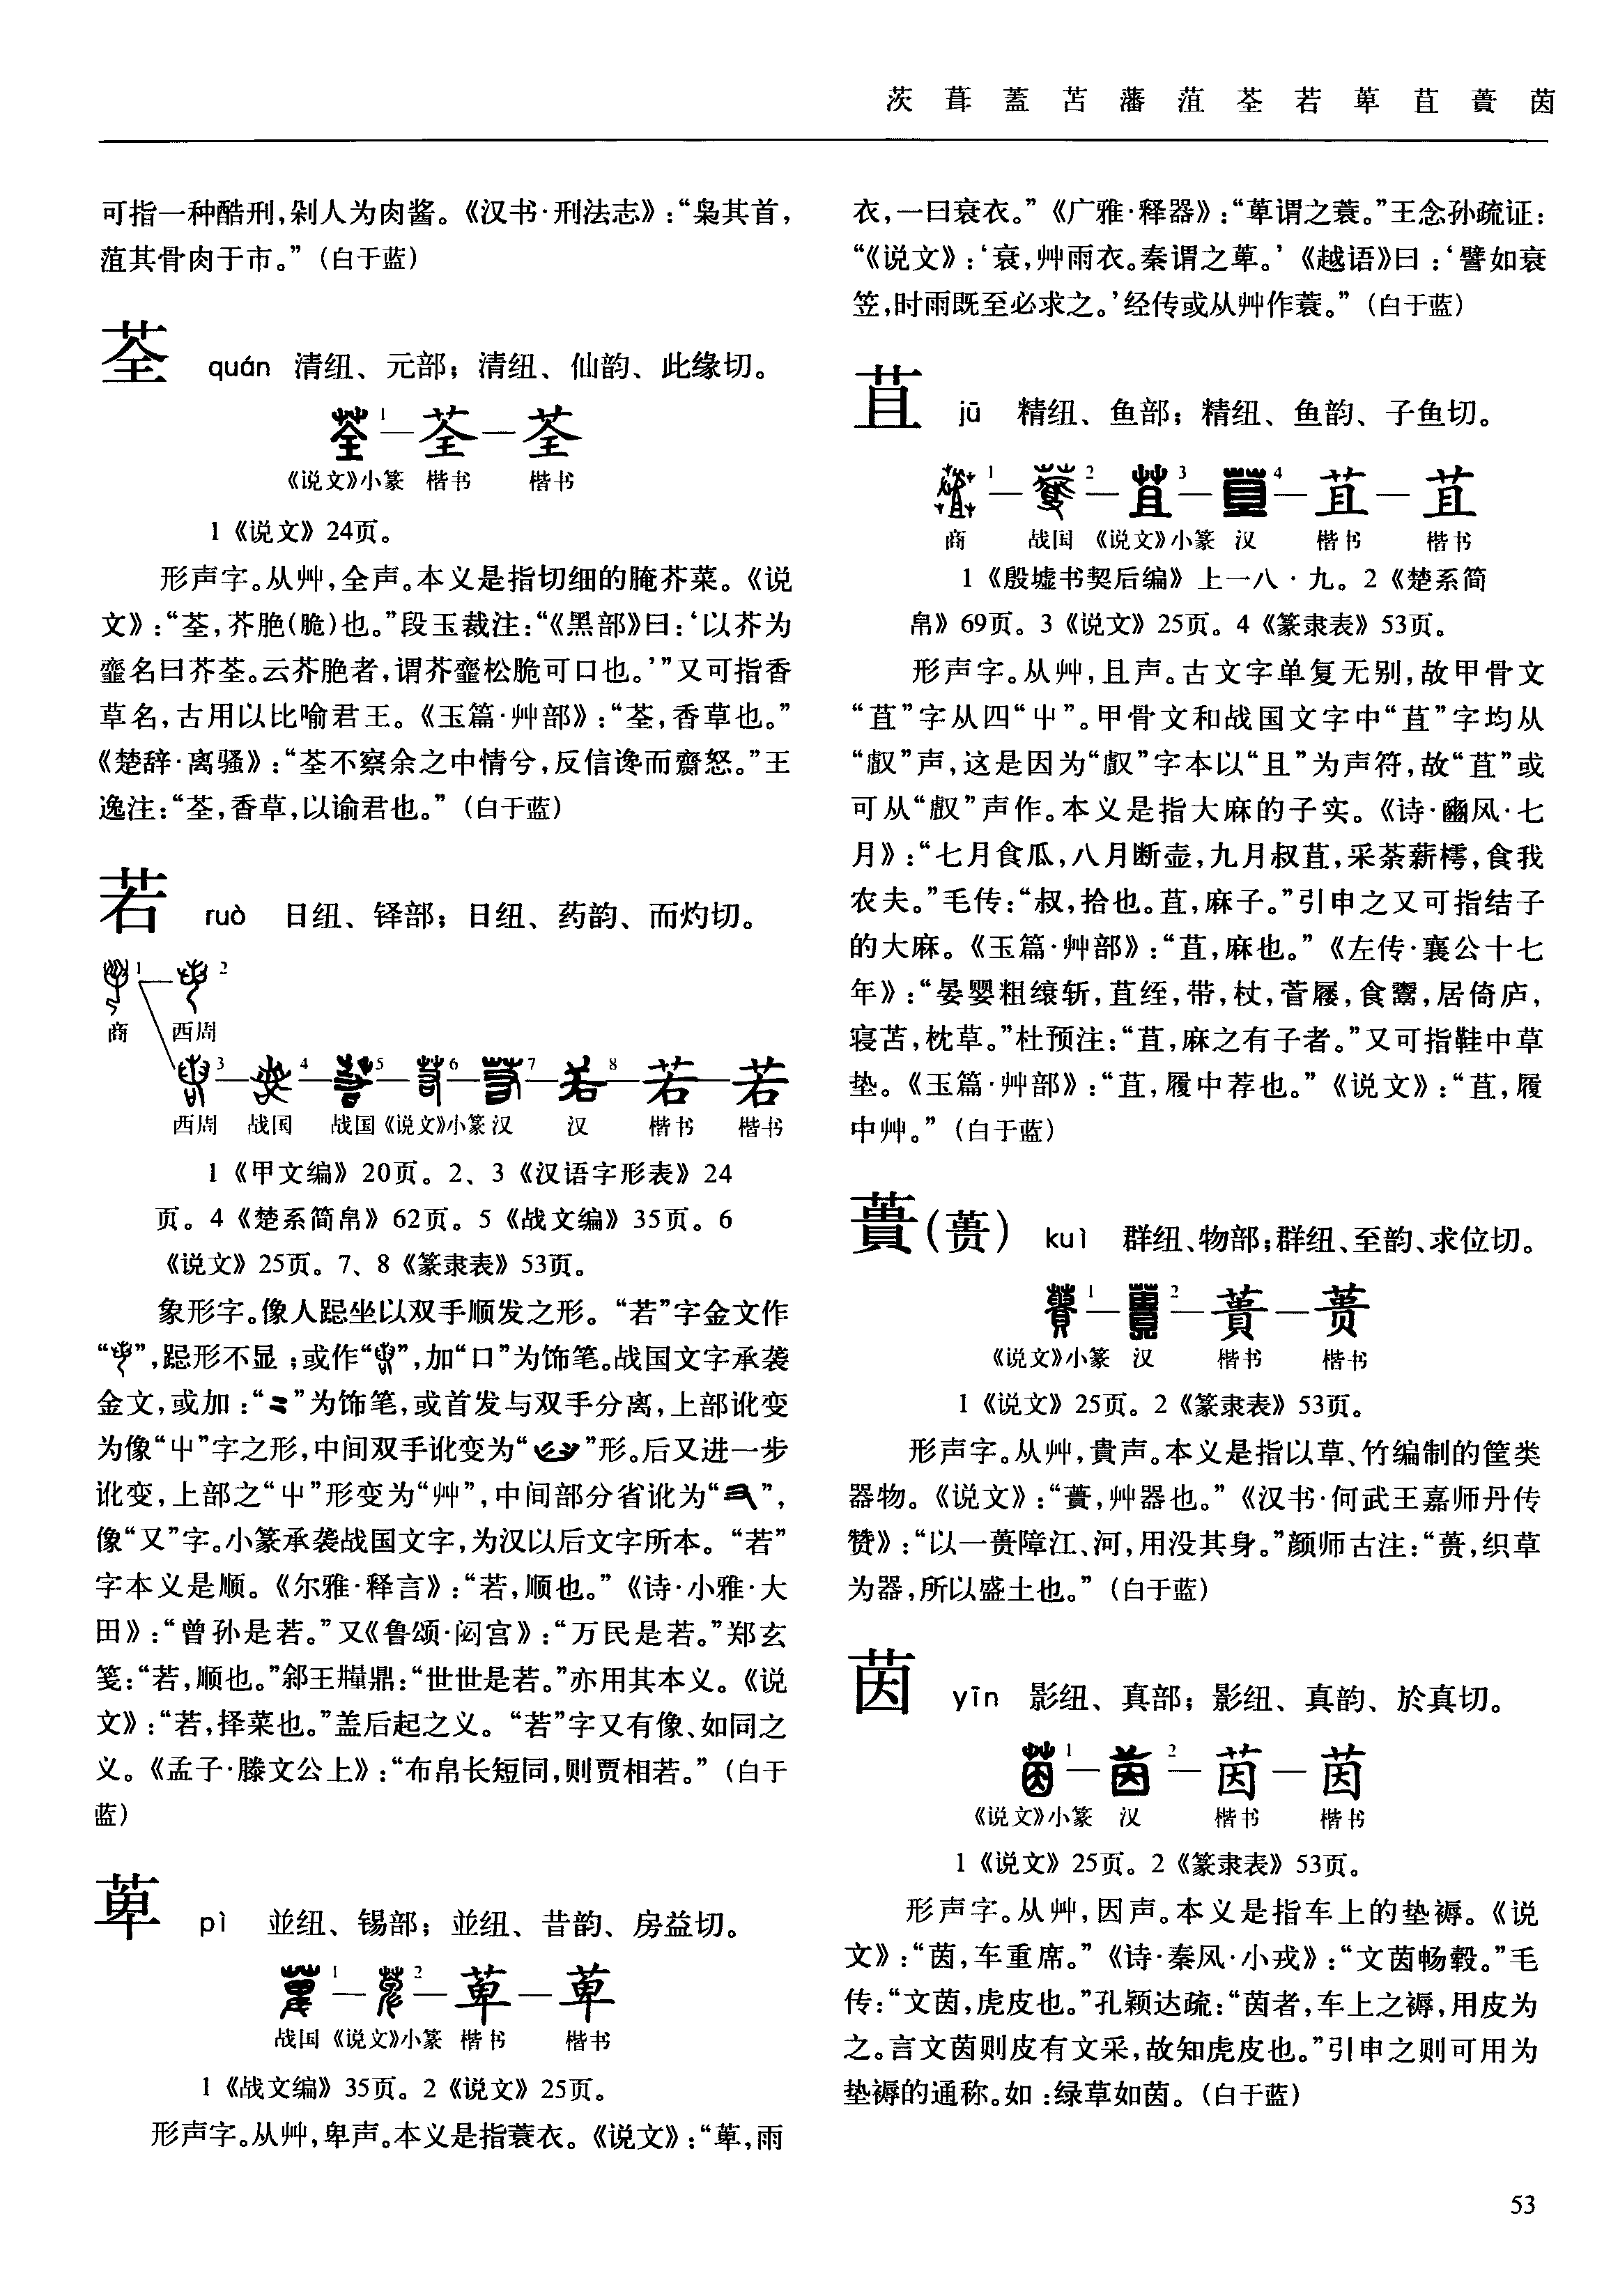 茨 葺 蓋 苫 藩 菹 荃 若 萆 苴 蕢 茵
可指一种酷刑,剁人为肉酱。《汉书·刑法志》:“枭其首,
菹其骨肉于市。”(白于蓝)
荃 quán 清纽、元部;清纽、仙韵、此缘切。
1 — 荃 — 荃
《说文》小篆 楷书 楷书
1《说文》24页。
形声字。从艸,全声。本义是指切细的腌芥菜。《说
文》:“荃,芥脃(脆)也。”段玉裁注:“《黑部》曰:‘以芥为
虀名曰芥荃。云芥脃者,谓芥虀松脆可口也。’”又可指香
草名,古用以比喻君王。《玉篇·艸部》:“荃,香草也。”
《楚辞·离骚》:“荃不察余之中情兮,反信谗而齌怒。”王
逸注:“荃,香草,以谕君也。”(白于蓝)
若 ruò 日纽、铎部;日纽、药韵、而灼切。
1 — 2
商 西周
3 — 4 — 5 — 6 — 7 — 8 — 若 — 若
西周 战国 战国《说文》小篆 汉 汉 楷书 楷书
1《甲文编》20页。2、3《汉语字形表》24
页。4《楚系简帛》62页。5《战文编》35页。6
《说文》25页。7、8《篆隶表》53页。
象形字。像人跽坐以双手顺发之形。“若”字金文作
“”,跽形不显;或作“”,加“口”为饰笔。战国文字承袭
金文,或加:“”为饰笔,或首发与双手分离,上部讹变
为像“屮”字之形,中间双手讹变为“”形。后又进一步
讹变,上部之“屮”形变为“艸”,中间部分省讹为“”,
像“又”字。小篆承袭战国文字,为汉以后文字所本。“若”
字本义是顺。《尔雅·释言》:“若,顺也。”《诗·小雅·大
田》:“曾孙是若。”又《鲁颂·闷宫》:“万民是若。”郑玄
笺:“若,顺也。”鄀王鼎:“世世是若。”亦用其本义。《说
文》:“若,择菜也。”盖后起之义。“若”字又有像、如同之
义。《孟子·滕文公上》:“布帛长短同,则贾相若。”(白于
蓝)
萆 pì 並纽、锡部;並纽、昔韵、房益切。
1 — 2 — 萆 — 萆
战国《说文》小篆 楷书 楷书
1《战文编》35页。2《说文》25页。
形声字。从艸,卑声。本义是指蓑衣。《说文》:“萆,雨
衣,一曰衰衣。”《广雅·释器》:“萆谓之蓑。”王念孙疏证:
“《说文》:‘衰,艸雨衣。秦谓之萆。’《越语》曰:‘譬如衰
笠,时雨既至必求之。’经传或从艸作蓑。”(白于蓝)
苴 jū 精纽、鱼部;精纽、鱼韵、子鱼切。
1 — 2 — 3 — 4 — 苴 — 苴
商 战国《说文》小篆 汉 楷书 楷书
1《殷墟书契后编》上一八·九。2《楚系简
帛》69页。3《说文》25页。4《篆隶表》53页。
形声字。从艸,且声。古文字单复无别,故甲骨文
“苴”字从四“屮”。甲骨文和战国文字中“苴”字均从
“䖒”声,这是因为“䖒”字本以“且”为声符,故“苴”或
可从“䖒”声作。本义是指大麻的子实。《诗·豳风·七
月》:“七月食瓜,八月断壶,九月叔苴,采荼薪樗,食我
农夫。”毛传:“叔,拾也。苴,麻子。”引申之又可指结子
的大麻。《玉篇·艸部》:“苴,麻也。”《左传·襄公十七
年》:“晏婴粗缞斩,苴绖,带,杖,菅屦,食鬻,居倚庐,
寝苫,枕草。”杜预注:“苴,麻之有子者。”又可指鞋中草
垫。《玉篇·艸部》:“苴,履中荐也。”《说文》:“苴,履
中艸。”(白于蓝)
蕢(蒉) kuì 群纽、物部;群纽、至韵、求位切。
1 — 2 — 蕢 — 蒉
《说文》小篆 汉 楷书 楷书
1《说文》25页。2《篆隶表》53页。
形声字。从艸,貴声。本义是指以草、竹编制的筐类
器物。《说文》:“蕢,艸器也。”《汉书·何武王嘉师丹传
赞》:“以一蒉障江、河,用没其身。”颜师古注:“蒉,织草
为器,所以盛土也。”(白于蓝)
茵 yīn 影纽、真部;影纽、真韵、於真切。
1 — 2 — 茵 — 茵
《说文》小篆 汉 楷书 楷书
1《说文》25页。2《篆隶表》53页。
形声字。从艸,因声。本义是指车上的垫褥。《说
文》:“茵,车重席。”《诗·秦风·小戎》:“文茵畅毂。”毛
传:“文茵,虎皮也。”孔颖达疏:“茵者,车上之褥,用皮为
之。言文茵则皮有文采,故知虎皮也。”引申之则可用为
垫褥的通称。如:绿草如茵。(白于蓝)
53